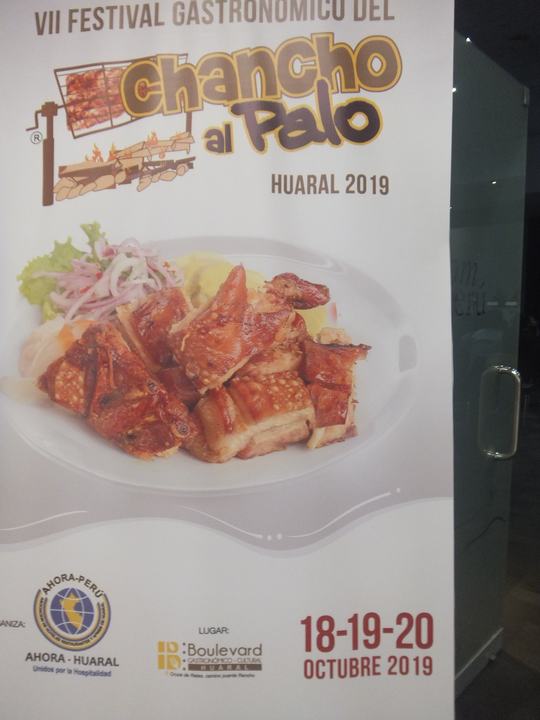 VII FESTIVAL GASTRONÓMICO DEL
Chancho
al Palo
®
HUARAL 2019
AHORA-PERÚ
ANIZA:
AHORA - HUARAL
Unidos por la Hospitalidad
LUGAR:
Boulevard
GASTRONÓMICO - CULTURAL
HUARAL
18-19-20
OCTUBRE 2019